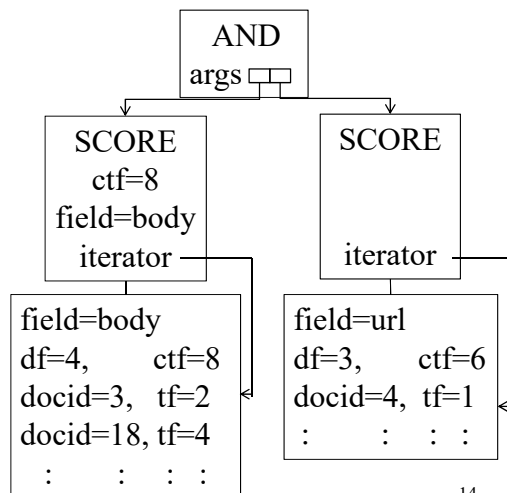 AND
args
SCORE
ctf=8
field=body
iterator
SCORE
iterator
field=body
df=4, ctf=8
docid=3, tf=2
docid=18, tf=4
: : : :
field=url
df=3, ctf=6
docid=4, tf=1
: : : :
14